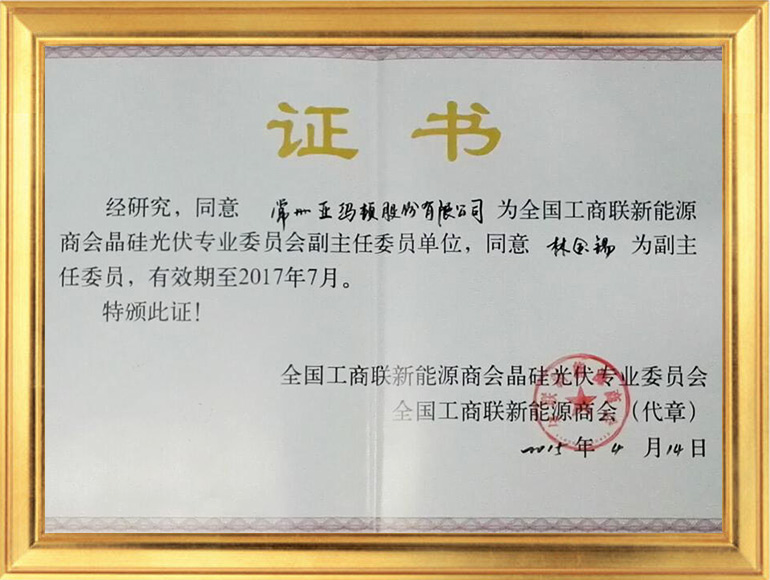 证书
经研究，同意 常州亚玛顿股份有限公司 为全国工商联新能源
商会晶硅光伏专业委员会副主任委员单位，同意 林金锡 为副主
任委员，有效期至2017年7月。
特颁此证！
全国工商联新能源商会晶硅光伏专业委员会
全国工商联新能源商会（代章）
2015 年 4 月 14 日